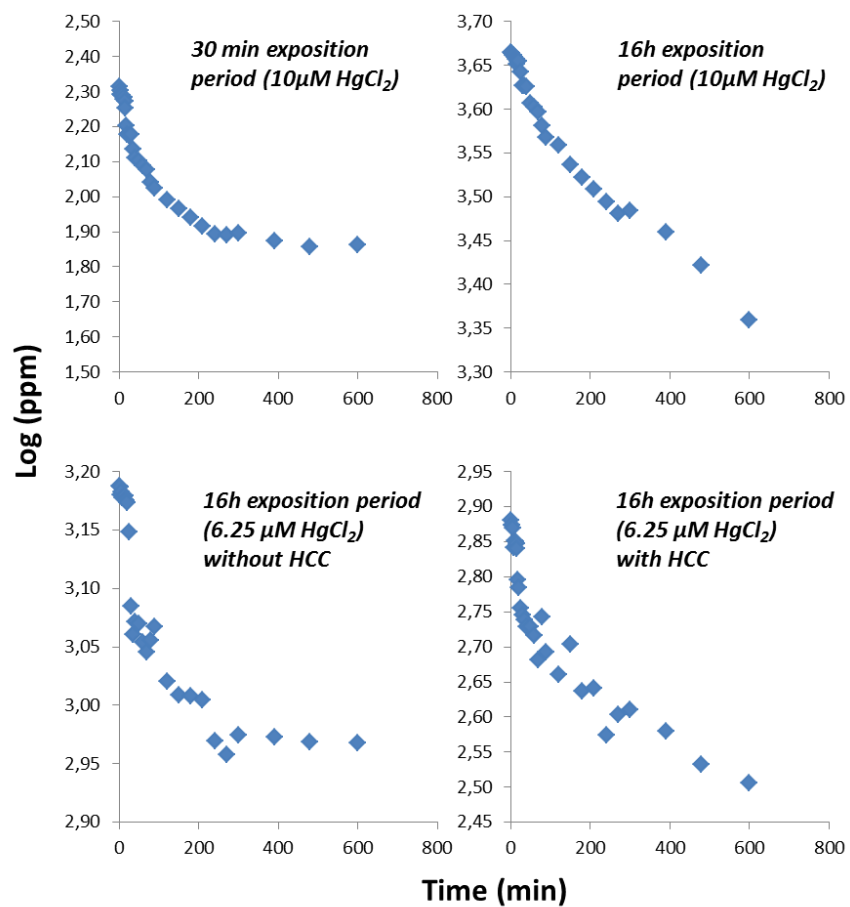 2,50
2,40
2,30
2,20
2,10
2,00
1,90
1,80
1,70
1,60
1,50
0 200 400 600 800
30 min exposition
period (10µM HgCl₂)
3,70
3,65
3,60
3,55
3,50
3,45
3,40
3,35
3,30
0 200 400 600 800
16h exposition
period (10µM HgCl₂)
Log (ppm)
3,20
3,15
3,10
3,05
3,00
2,95
2,90
0 200 400 600 800
16h exposition period
(6.25 µM HgCl₂)
without HCC
2,95
2,90
2,85
2,80
2,75
2,70
2,65
2,60
2,55
2,50
2,45
0 200 400 600 800
16h exposition period
(6.25 µM HgCl₂)
with HCC
Time (min)